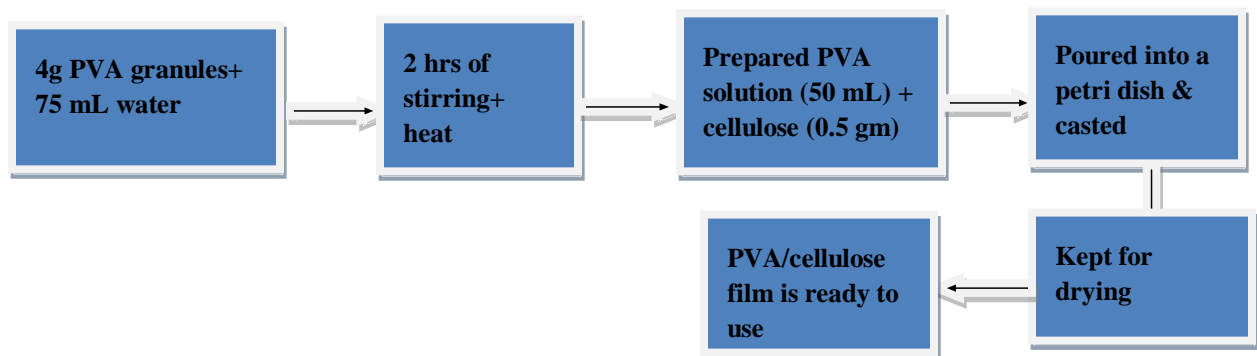 4g PVA granules+
75 mL water
2 hrs of
stirring+
heat
Prepared PVA
solution (50 mL) +
cellulose (0.5 gm)
Poured into a
petri dish &
casted
Kept for
drying
PVA/cellulose
film is ready to
use